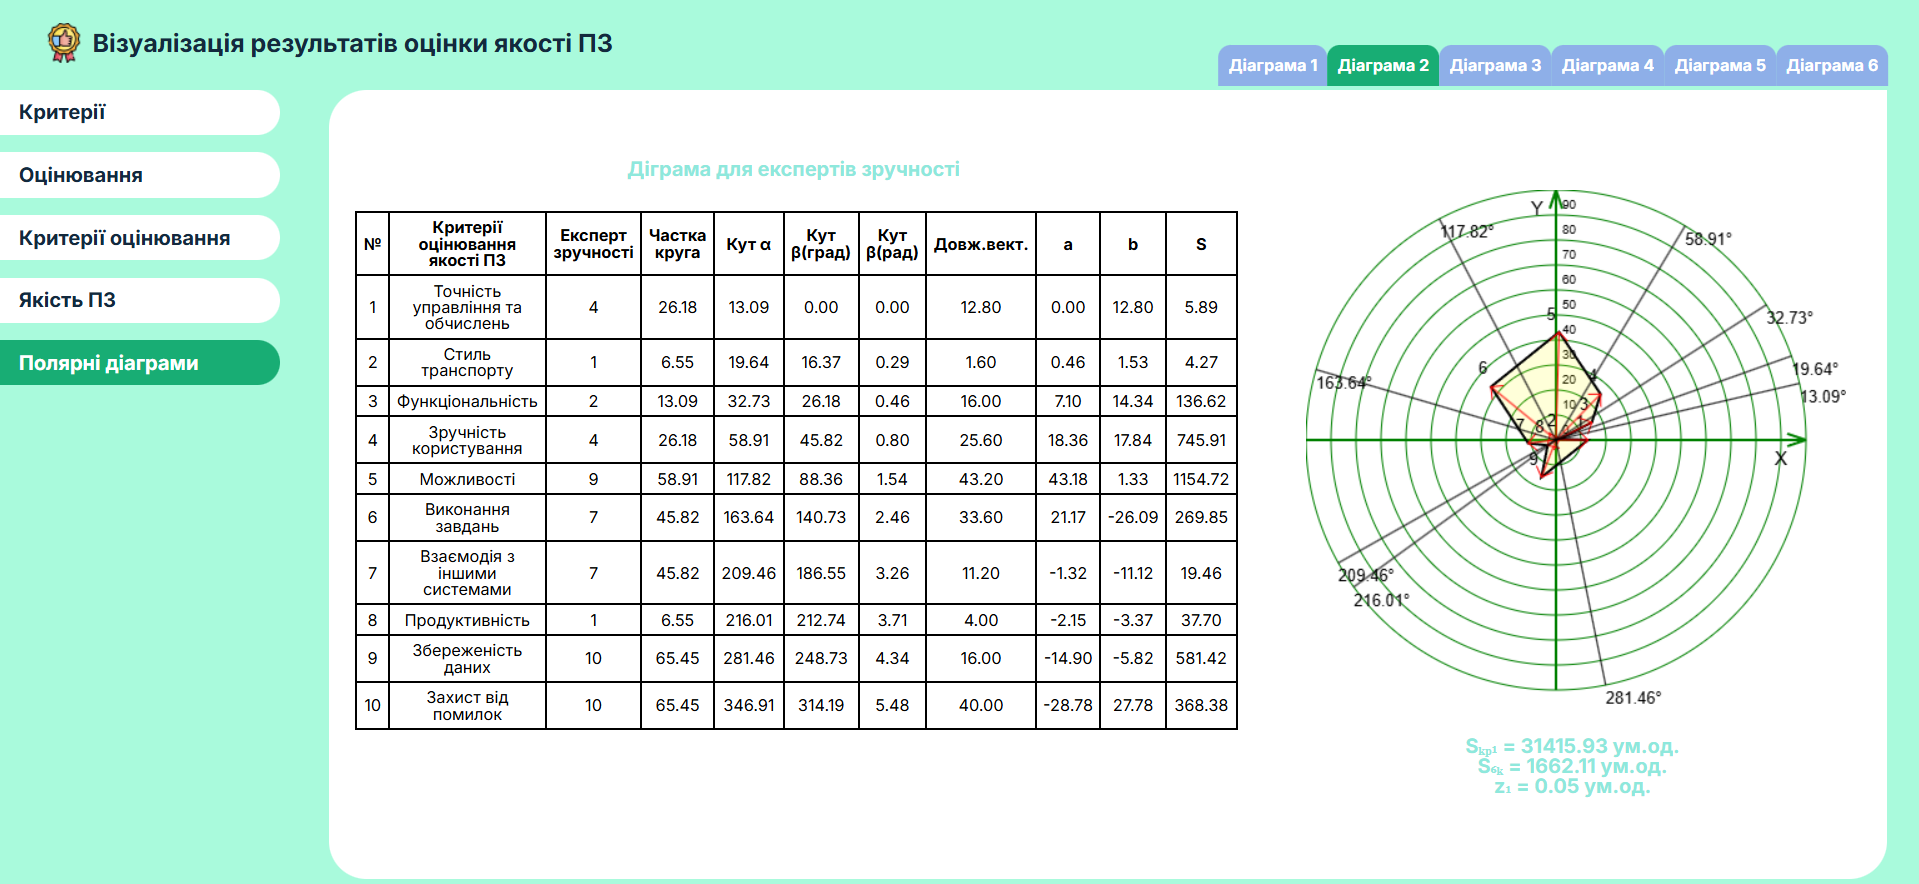 Візуалізація результатів оцінки якості ПЗ
Діаграма 1 Діаграма 2 Діаграма 3 Діаграма 4 Діаграма 5 Діаграма 6
Критерії
Оцінювання
Критерії оцінювання
Якість ПЗ
Полярні діаграми
Діграма для експертів зручності
№ Критерії оцінювання якості ПЗ Експерт зручності Частка круга Кут α Кут β(град) Кут β(рад) Довж.вект. a b S
1 Точність управління та обчислень 4 26.18 13.09 0.00 0.00 12.80 0.00 12.80 5.89
2 Стиль транспорту 1 6.55 19.64 16.37 0.29 1.60 0.46 1.53 4.27
3 Функціональність 2 13.09 32.73 26.18 0.46 16.00 7.10 14.34 136.62
4 Зручність користування 4 26.18 58.91 45.82 0.80 25.60 18.36 17.84 745.91
5 Можливості 9 58.91 117.82 88.36 1.54 43.20 43.18 1.33 1154.72
6 Виконання завдань 7 45.82 163.64 140.73 2.46 33.60 21.17 -26.09 269.85
7 Взаємодія з іншими системами 7 45.82 209.46 186.55 3.26 11.20 -1.32 -11.12 19.46
8 Продуктивність 1 6.55 216.01 212.74 3.71 4.00 -2.15 -3.37 37.70
9 Збереженість даних 10 65.45 281.46 248.73 4.34 16.00 -14.90 -5.82 581.42
10 Захист від помилок 10 65.45 346.91 314.19 5.48 40.00 -28.78 27.78 368.38
Y
90
80
70
60
50
40
30
20
10
X
117.82°
58.91°
32.73°
19.64°
13.09°
163.64°
209.46°
216.01°
281.46°
5
6
4
3
2
7
8
9
Sₖₚ₁ = 31415.93 ум.од.
S₆ₖ = 1662.11 ум.од.
z₁ = 0.05 ум.од.